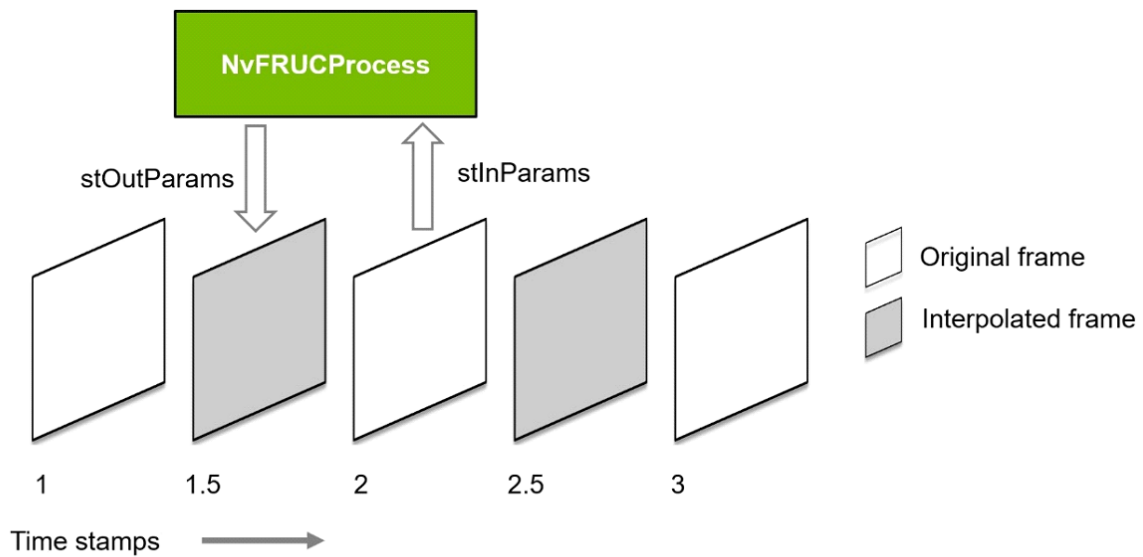 NvFRUCProcess
stOutParams
stInParams
Original frame
Interpolated frame
1 1.5 2 2.5 3
Time stamps